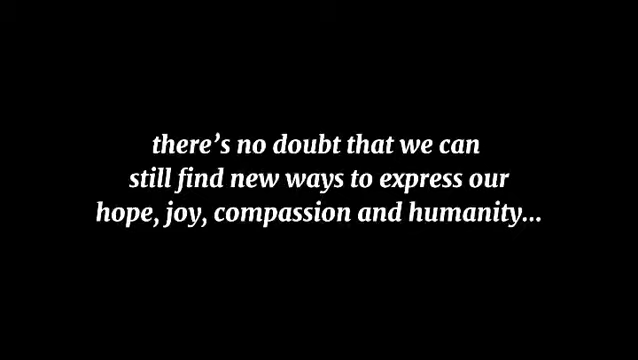 there’s no doubt that we can
still find new ways to express our
hope, joy, compassion and humanity...